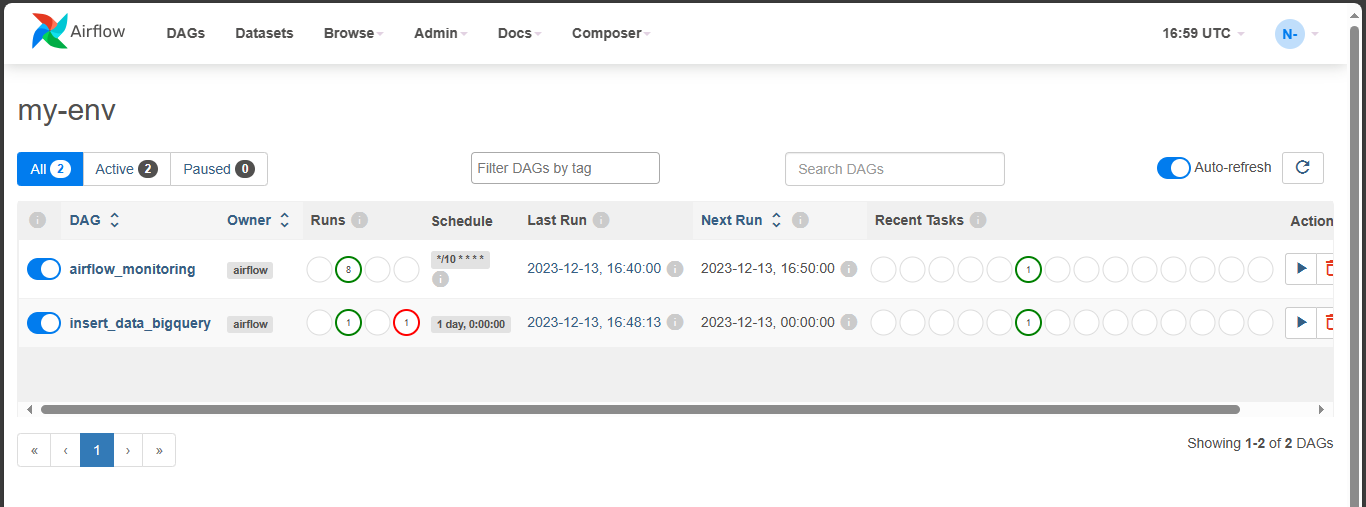 Airflow DAGs Datasets Browse Admin Docs Composer 16:59 UTC N-
my-env
All 2 Active 2 Paused 0 Filter DAGs by tag Search DAGs Auto-refresh
i DAG Owner Runs i Schedule Last Run i Next Run i Recent Tasks i Action
airflow_monitoring airflow 8 */10 * * * * i 2023-12-13, 16:40:00 i 2023-12-13, 16:50:00 i 1
insert_data_bigquery airflow 1 1 1 day, 0:00:00 2023-12-13, 16:48:13 i 2023-12-13, 00:00:00 i 1
« ‹ 1 › » Showing 1-2 of 2 DAGs